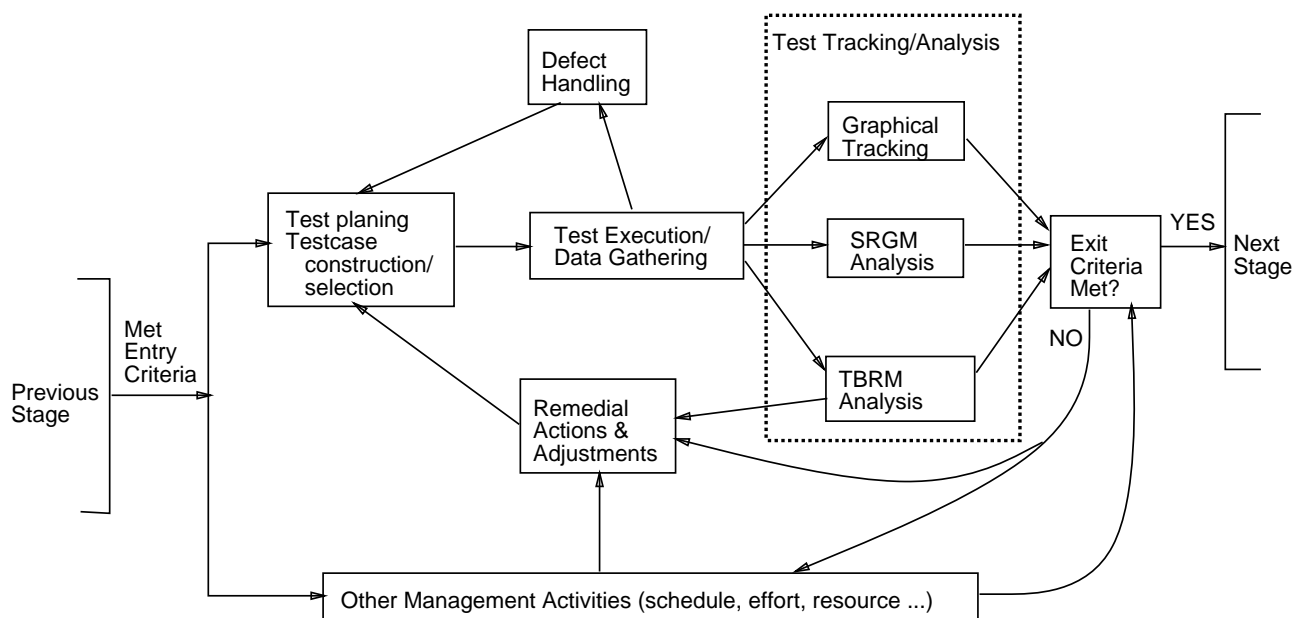 Test Tracking/Analysis
Defect
Handling
Graphical
Tracking
Test planing
Testcase
construction/
selection
Test Execution/
Data Gathering
SRGM
Analysis
Exit
Criteria
Met?
YES
Next
Stage
NO
Met
Entry
Criteria
Previous
Stage
TBRM
Analysis
Remedial
Actions &
Adjustments
Other Management Activities (schedule, effort, resource ...)